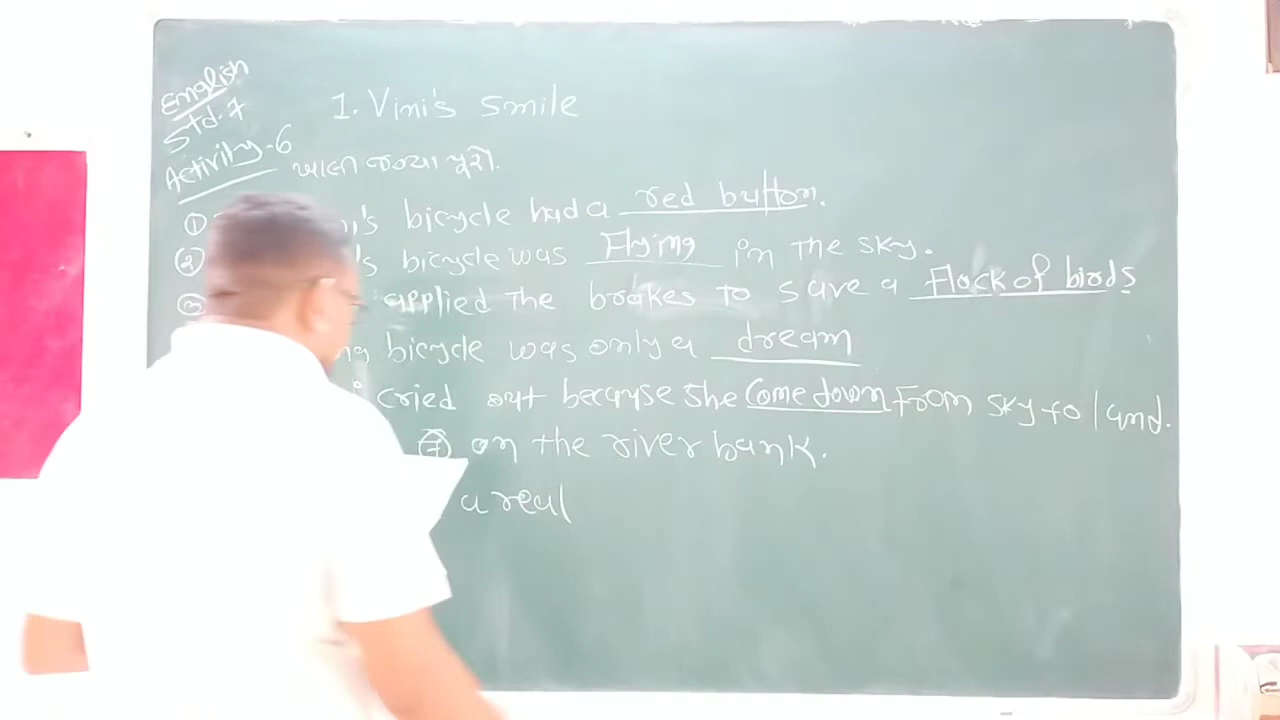 English
Std.7
1. Vini's Smile
Activity-6
ખાલી જગ્યા પૂરો.
① bicycle had a red button.
② bicycle was Flying in the sky.
③ applied the brakes to save a Flock of birds
bicycle was only a dream
cried out because she Come down From sky to land.
⑦ on the river bank.
a real